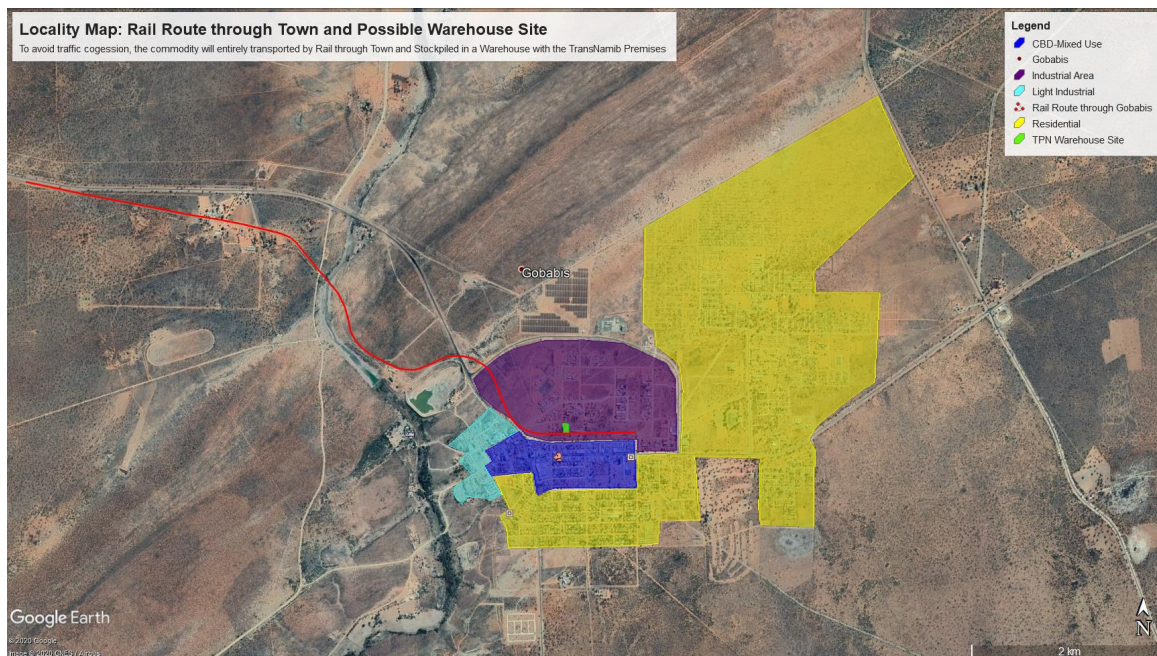 Locality Map: Rail Route through Town and Possible Warehouse Site
To avoid traffic cogession, the commodity will entirely transported by Rail through Town and Stockpiled in a Warehouse with the TransNamib Premises
Legend
CBD-Mixed Use
Gobabis
Industrial Area
Light Industrial
Rail Route through Gobabis
Residential
TPN Warehouse Site
Gobabis
Google Earth
© 2020 Google
Image © 2020 CNES / Airbus
N
2 km